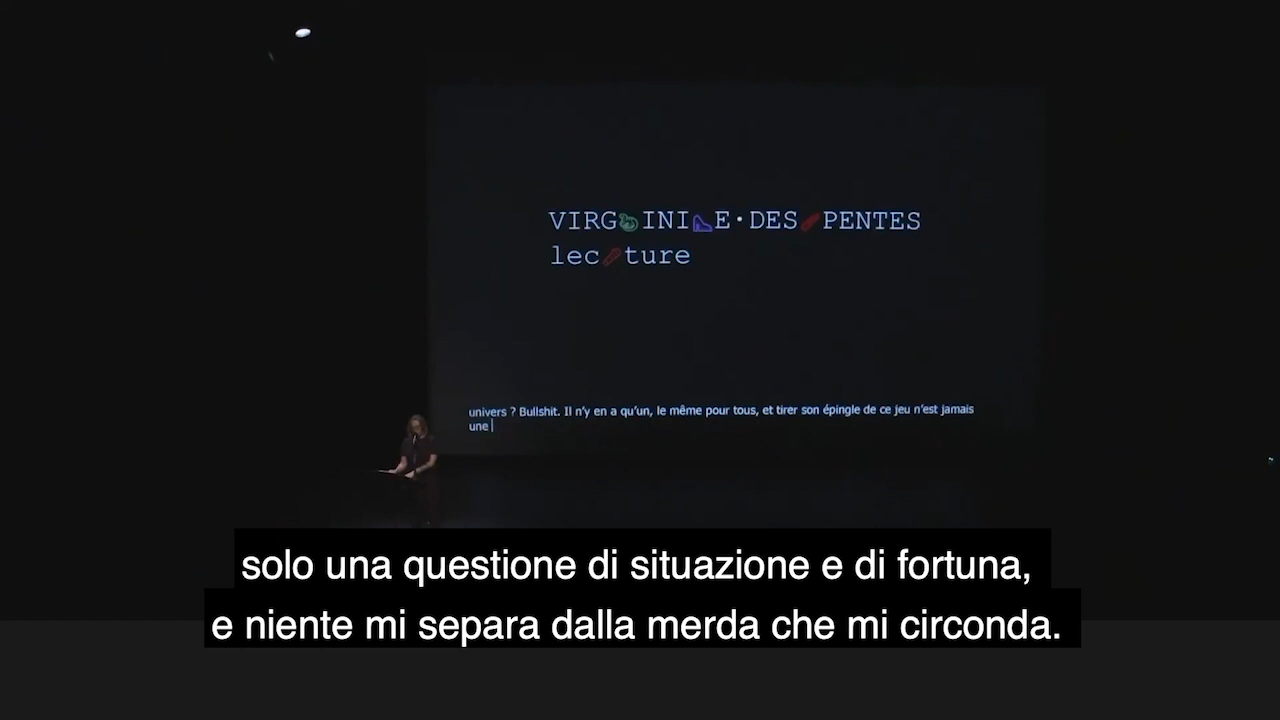 VIRGINIE·DESPENTES
lecture
univers ? Bullshit. Il n'y en a qu'un, le même pour tous, et tirer son épingle de ce jeu n'est jamais
une
solo una questione di situazione e di fortuna,
e niente mi separa dalla merda che mi circonda.